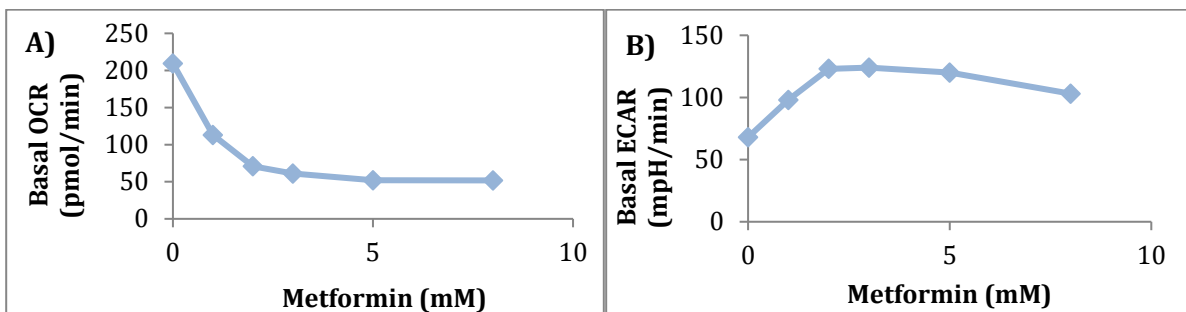 A)
Basal OCR
(pmol/min)
250
200
150
100
50
0
0
5
10
Metformin (mM)
B)
Basal ECAR
(mpH/min)
150
100
50
0
0
5
10
Metformin (mM)